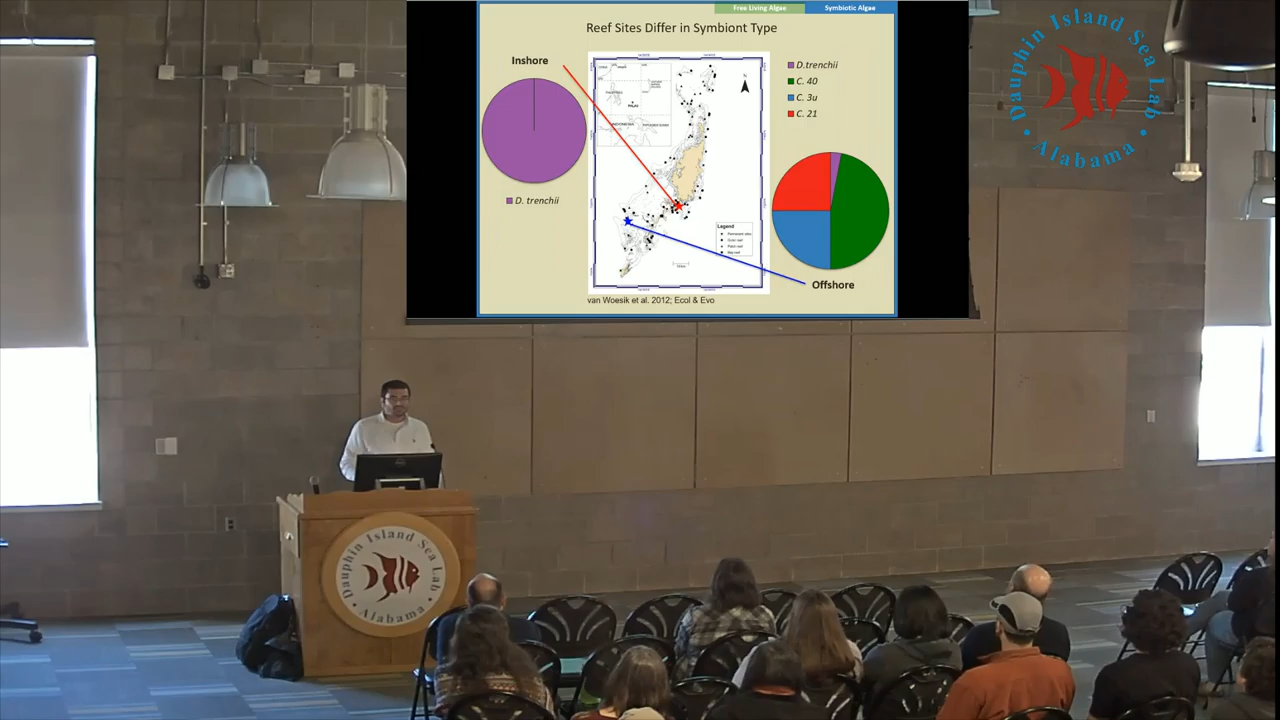 Free Living Algae
Symbiotic Algae
Reef Sites Differ in Symbiont Type
Inshore
D. trenchii
D.trenchii
C. 40
C. 3u
C. 21
Legend
Offshore
van Woesik et al. 2012; Ecol & Evo
Dauphin Island Sea Lab
Alabama
Dauphin Island Sea Lab
Alabama